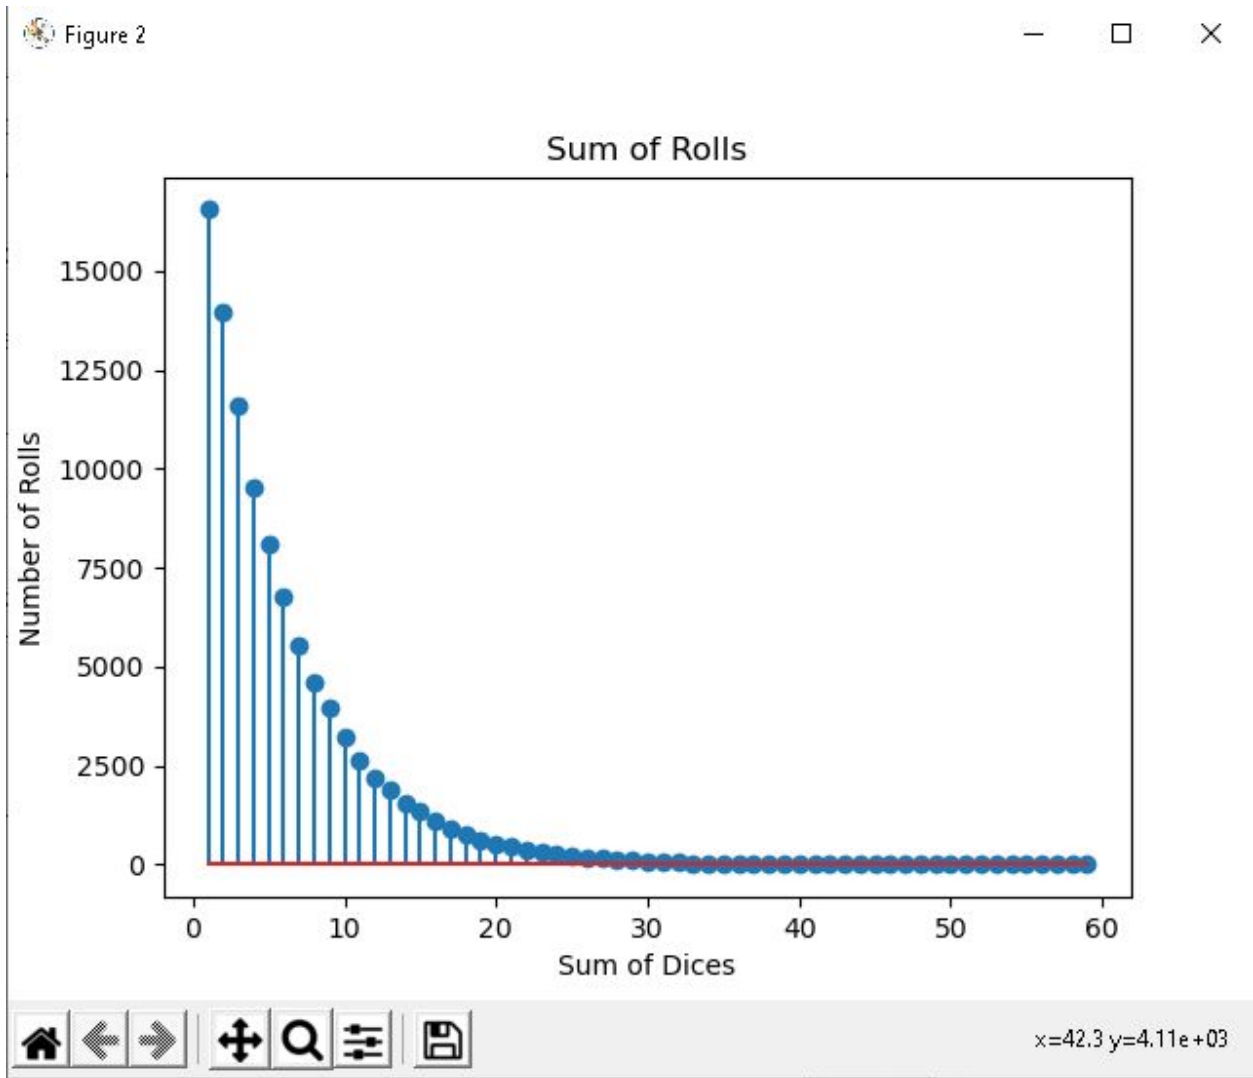 Figure 2
Sum of Rolls
15000
12500
10000
7500
5000
2500
0
Number of Rolls
0 10 20 30 40 50 60
Sum of Dices
x=42.3 y=4.11e+03